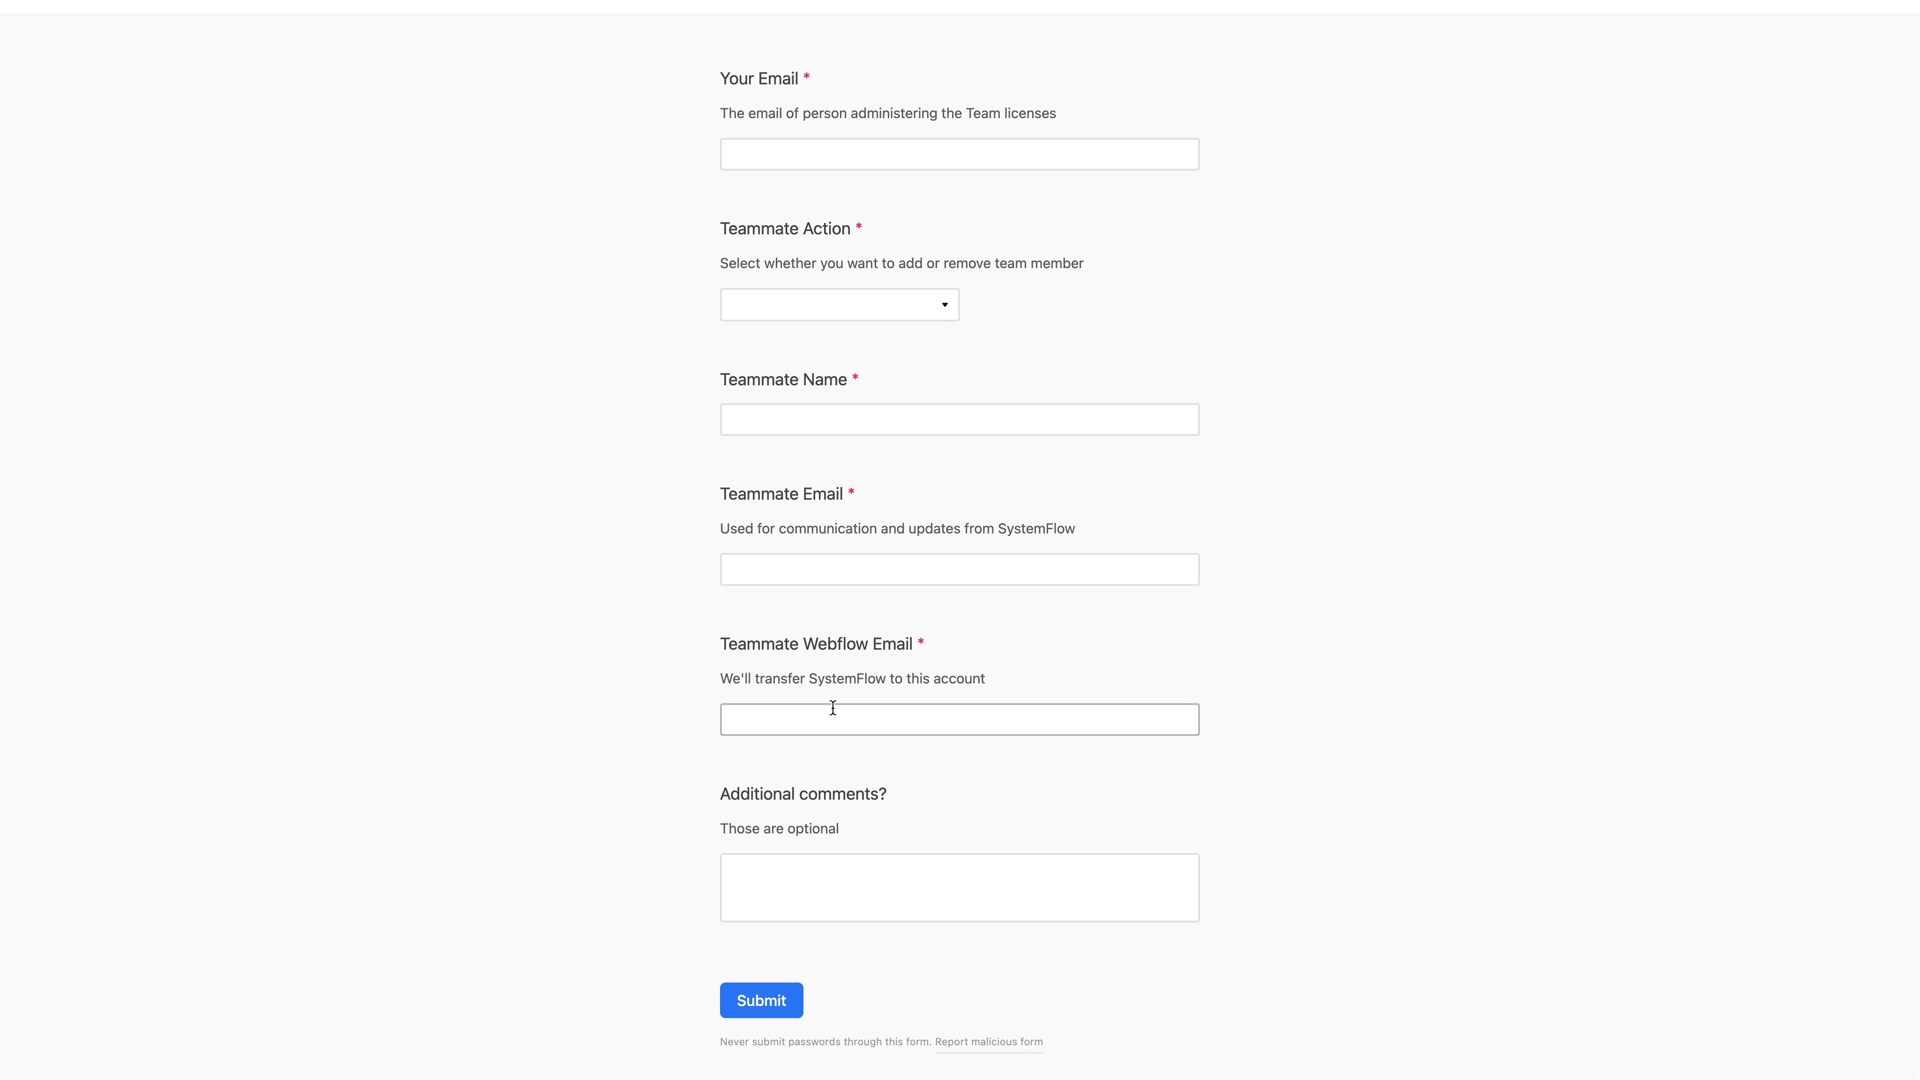 Your Email *
The email of person administering the Team licenses
Teammate Action *
Select whether you want to add or remove team member
Teammate Name *
Teammate Email *
Used for communication and updates from SystemFlow
Teammate Webflow Email *
We'll transfer SystemFlow to this account
Additional comments?
Those are optional
Submit
Never submit passwords through this form. Report malicious form